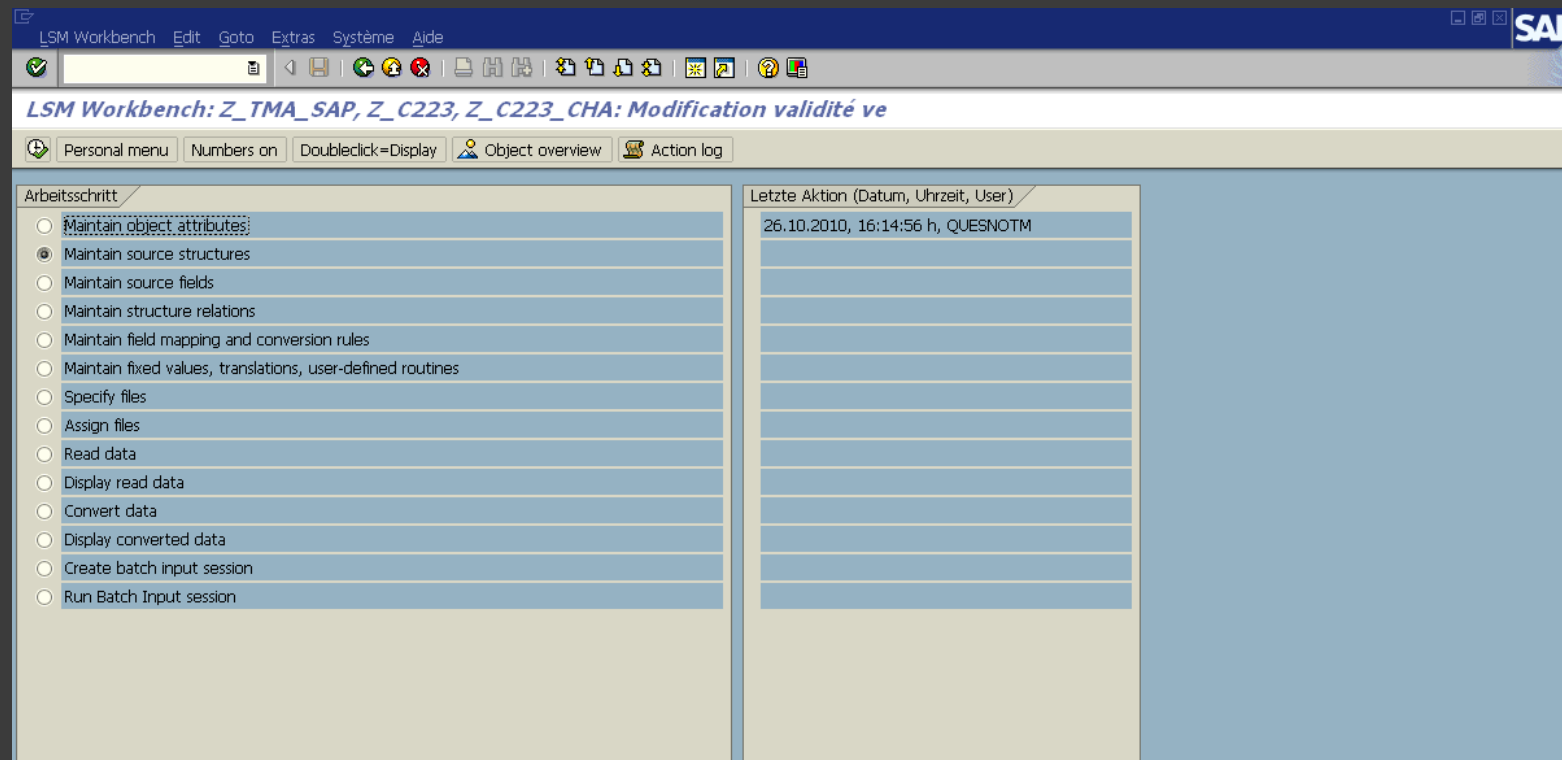 LSM Workbench Edit Goto Extras Système Aide
SAP
LSM Workbench: Z_TMA_SAP, Z_C223, Z_C223_CHA: Modification validité ve
Personal menu Numbers on Doubleclick=Display Object overview Action log
Arbeitsschritt
Letzte Aktion (Datum, Uhrzeit, User)
Maintain object attributes
26.10.2010, 16:14:56 h, QUESNOTM
Maintain source structures
Maintain source fields
Maintain structure relations
Maintain field mapping and conversion rules
Maintain fixed values, translations, user-defined routines
Specify files
Assign files
Read data
Display read data
Convert data
Display converted data
Create batch input session
Run Batch Input session